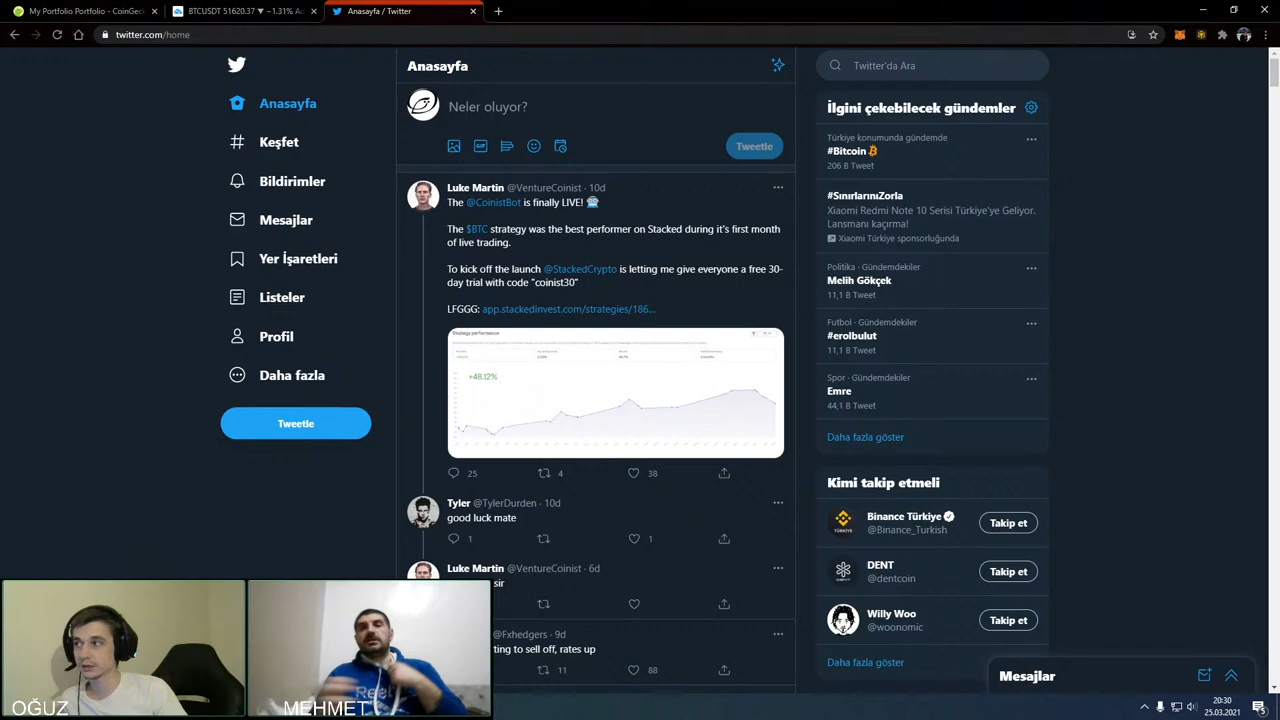 My Portfolio Portfolio - CoinGeck
BTCUSDT 51620.37 ▼ −1.31% Ad
Anasayfa / Twitter
twitter.com/home
Anasayfa
Keşfet
Bildirimler
Mesajlar
Yer İşaretleri
Listeler
Profil
Daha fazla
Tweetle
Anasayfa
Neler oluyor?
GIF
Tweetle
Luke Martin @VentureCoinist · 10d
The @CoinistBot is finally LIVE!
The $BTC strategy was the best performer on Stacked during it's first month
of live trading.
To kick off the launch @StackedCrypto is letting me give everyone a free 30-
day trial with code "coinist30"
LFGGG: app.stackedinvest.com/strategies/186...
Strategy performance
+48.12%
25 4 38
Tyler @TylerDurden · 10d
good luck mate
1 1
Luke Martin @VentureCoinist · 6d
sir
@Fxhedgers · 9d
ting to sell off, rates up
11 88
Twitter'da Ara
İlgini çekebilecek gündemler
Türkiye konumunda gündemde
#Bitcoin
206 B Tweet
#SınırlarınıZorla
Xiaomi Redmi Note 10 Serisi Türkiye'ye Geliyor.
Lansmanı kaçırma!
Xiaomi Türkiye sponsorluğunda
Politika · Gündemdekiler
Melih Gökçek
11,1 B Tweet
Futbol · Gündemdekiler
#erolbulut
11,1 B Tweet
Spor · Gündemdekiler
Emre
44,1 B Tweet
Daha fazla göster
Kimi takip etmeli
Binance Türkiye
@Binance_Turkish
Takip et
DENT
@dentcoin
Takip et
Willy Woo
@woonomic
Takip et
Daha fazla göster
Mesajlar
OĞUZ
MEHMET
20:30
25.03.2021